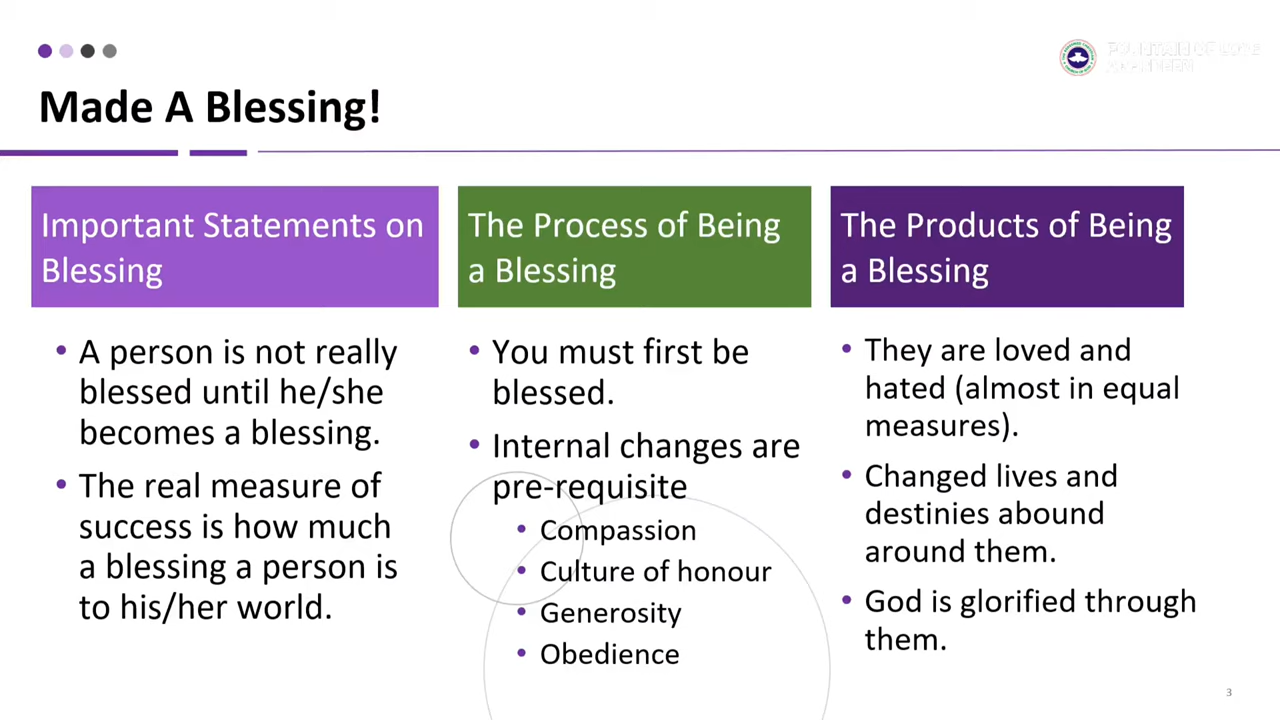 Made A Blessing!
Important Statements on
Blessing
A person is not really
blessed until he/she
becomes a blessing.
The real measure of
success is how much
a blessing a person is
to his/her world.
The Process of Being
a Blessing
You must first be
blessed.
Internal changes are
pre-requisite
Compassion
Culture of honour
Generosity
Obedience
The Products of Being
a Blessing
They are loved and
hated (almost in equal
measures).
Changed lives and
destinies abound
around them.
God is glorified through
them.
3